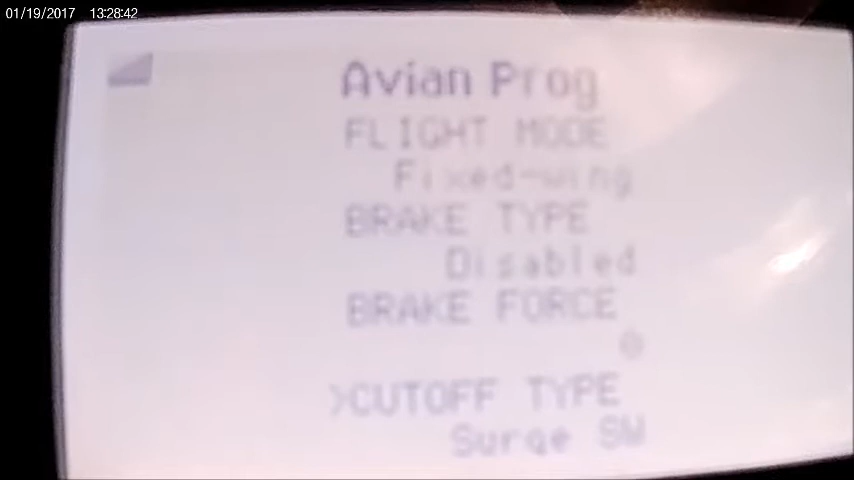 01/19/2017 13:28:42
Avian Prog
FLIGHT MODE
Fixed-wing
BRAKE TYPE
Disabled
BRAKE FORCE
0
>CUTOFF TYPE
Surge SW